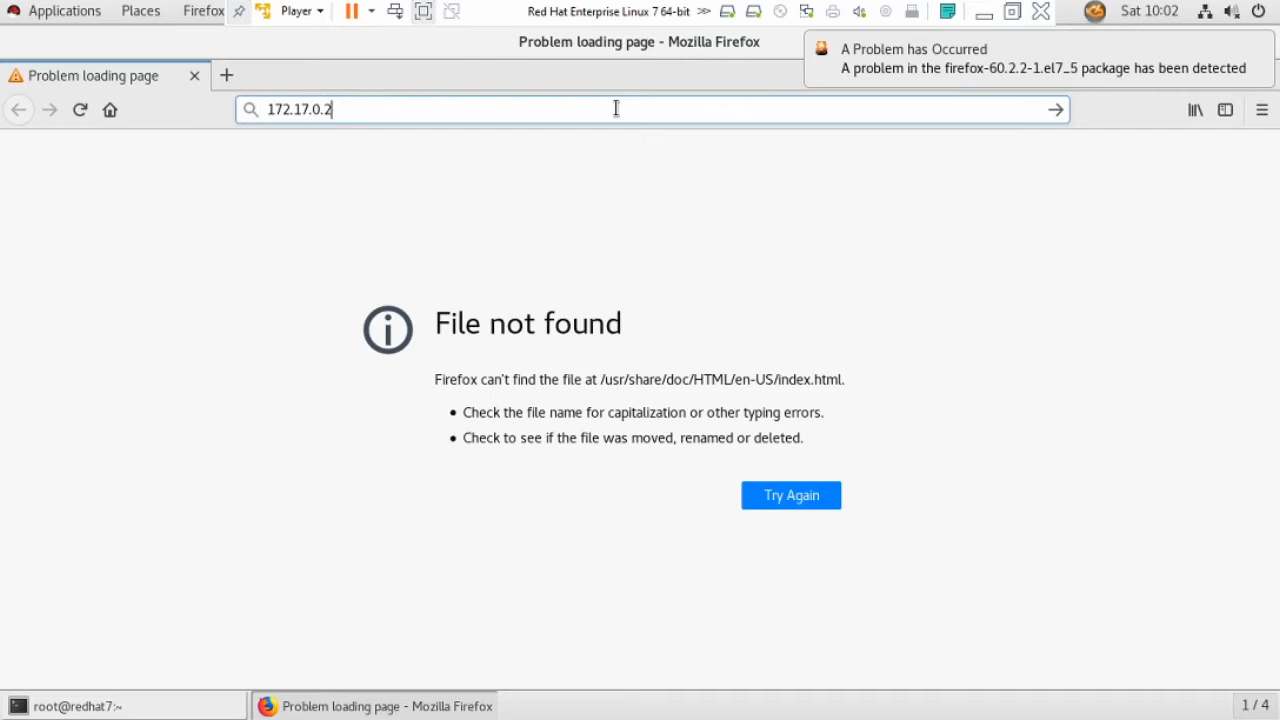 Applications Places Firefox Player Red Hat Enterprise Linux 7 64-bit Sat 10:02
Problem loading page - Mozilla Firefox
A Problem has Occurred
A problem in the firefox-60.2.2-1.el7_5 package has been detected
Problem loading page
172.17.0.2
File not found
Firefox can't find the file at /usr/share/doc/HTML/en-US/index.html.
• Check the file name for capitalization or other typing errors.
• Check to see if the file was moved, renamed or deleted.
Try Again
root@redhat7:~ Problem loading page - Mozilla Firefox 1 / 4